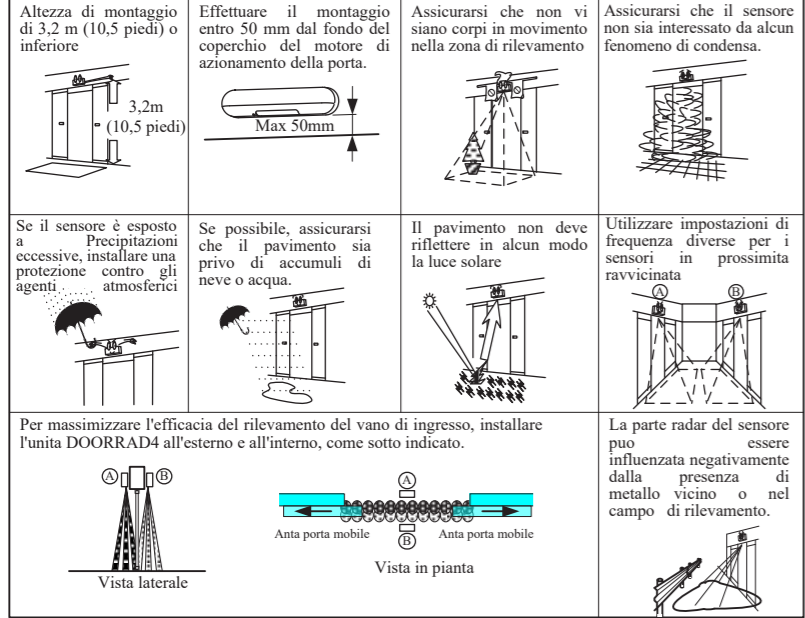 Altezza di montaggio
di 3,2 m (10,5 piedi) o
inferiore
3,2m
(10,5 piedi)
Effettuare il montaggio
entro 50 mm dal fondo del
coperchio del motore di
azionamento della porta.
Max 50mm
Assicurarsi che non vi
siano corpi in movimento
nella zona di rilevamento
Assicurarsi che il sensore
non sia interessato da alcun
fenomeno di condensa.
Se il sensore è esposto
a Precipitazioni
eccessive, installare una
protezione contro gli
agenti atmosferici
Se possibile, assicurarsi
che il pavimento sia
privo di accumuli di
neve o acqua.
Il pavimento non deve
riflettere in alcun modo
la luce solare
Utilizzare impostazioni di
frequenza diverse per i
sensori in prossimita
ravvicinata
A B
Per massimizzare l'efficacia del rilevamento del vano di ingresso, installare
l'unita DOORRAD4 all'esterno e all'interno, come sotto indicato.
A B
Vista laterale
A
Anta porta mobile Anta porta mobile
B
Vista in pianta
La parte radar del sensore
puo essere
influenzata negativamente
dalla presenza di
metallo vicino o nel
campo di rilevamento.